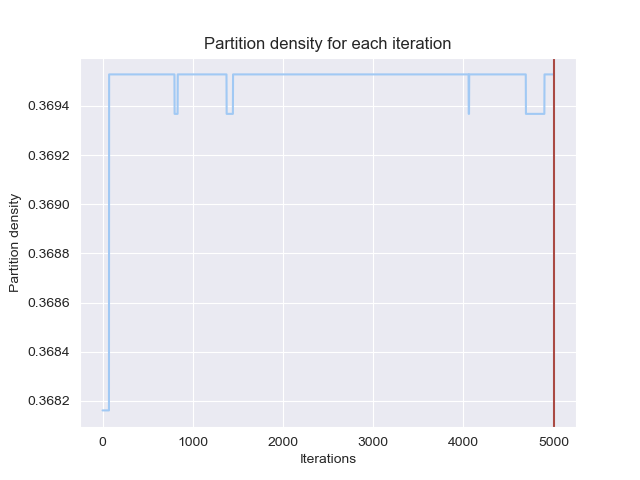 Partition density for each iteration
0.3694
0.3692
0.3690
0.3688
0.3686
0.3684
0.3682
Partition density
0 1000 2000 3000 4000 5000
Iterations